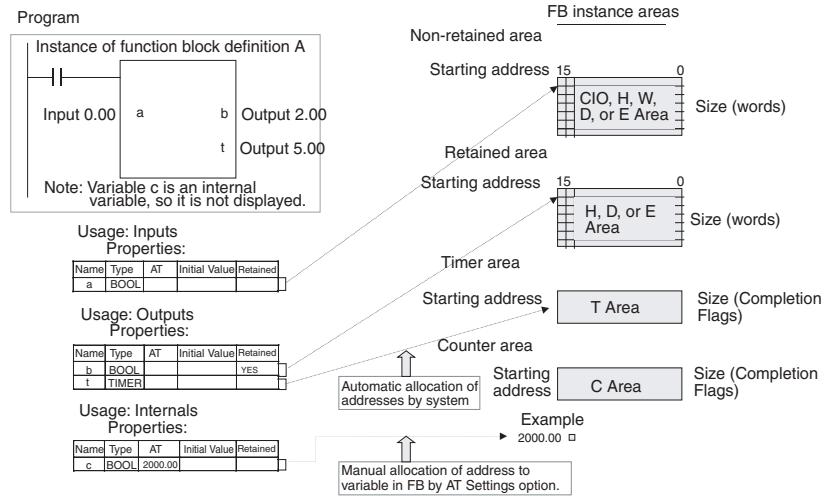 Program
Instance of function block definition A
Input 0.00
a
b
Output 2.00
t
Output 5.00
Note: Variable c is an internal
variable, so it is not displayed.
Usage: Inputs
Properties:
Name Type AT Initial Value Retained
a BOOL
Usage: Outputs
Properties:
Name Type AT Initial Value Retained
b BOOL YES
t TIMER
Usage: Internals
Properties:
Name Type AT Initial Value Retained
c BOOL 2000.00
FB instance areas
Non-retained area
Starting address
15
0
CIO, H, W,
D, or E Area
Size (words)
Retained area
Starting address
15
0
H, D, or E
Area
Size (words)
Timer area
Starting address
T Area
Size (Completion
Flags)
Counter area
Starting
address
C Area
Size (Completion
Flags)
Automatic allocation of
addresses by system
Example
2000.00
Manual allocation of address to
variable in FB by AT Settings option.